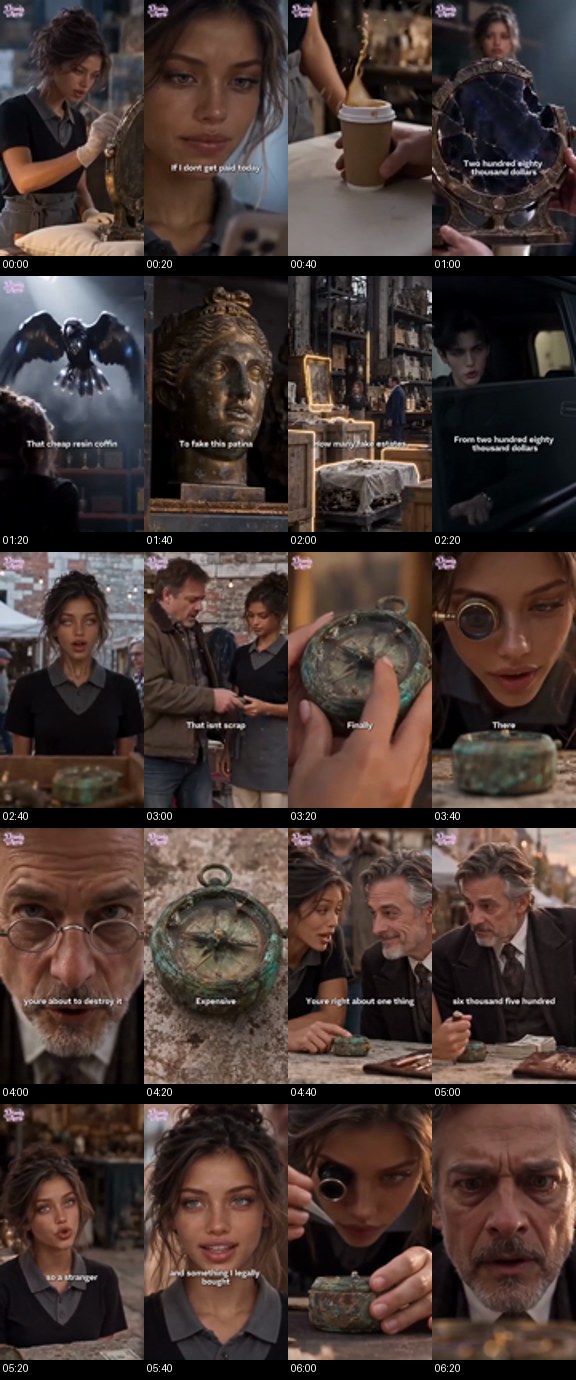 00:00
00:20
00:40
01:00
If I dont get paid today
Two hundred eighty
thousand dollars
01:20
01:40
02:00
02:20
That cheap resin coffin
To fake this patina
How many fake estates
From two hundred eighty
thousand dollars
02:40
03:00
03:20
03:40
That isnt scrap
Finally
There
04:00
04:20
04:40
05:00
youre about to destroy it
Expensive
Youre right about one thing
six thousand five hundred
05:20
05:40
06:00
06:20
so a stranger
and something I legally
bought